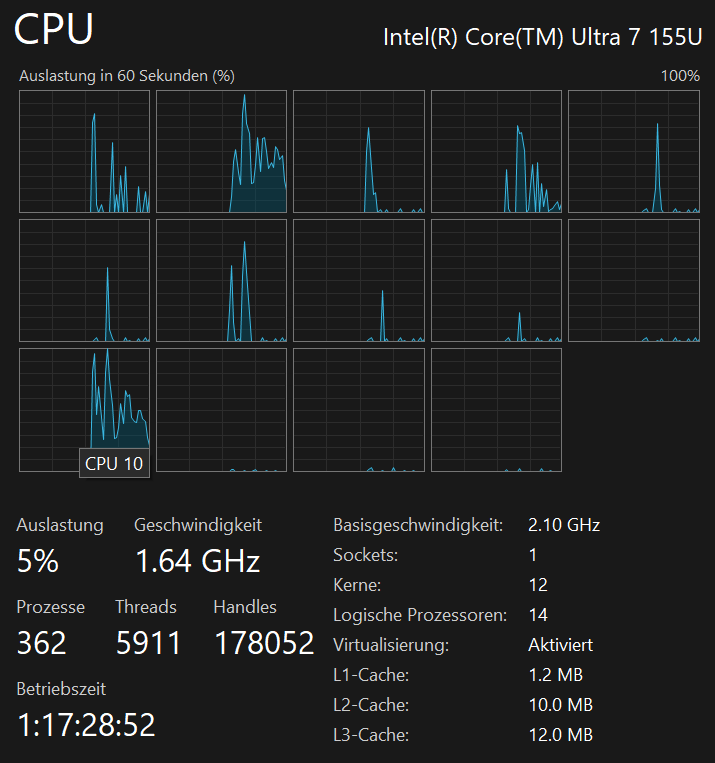 CPU
Intel(R) Core(TM) Ultra 7 155U
Auslastung in 60 Sekunden (%)
100%
CPU 10
Auslastung
Geschwindigkeit
5%
1.64 GHz
Prozesse
Threads
Handles
362
5911
178052
Betriebszeit
1:17:28:52
Basisgeschwindigkeit: 2.10 GHz
Sockets: 1
Kerne: 12
Logische Prozessoren: 14
Virtualisierung: Aktiviert
L1-Cache: 1.2 MB
L2-Cache: 10.0 MB
L3-Cache: 12.0 MB